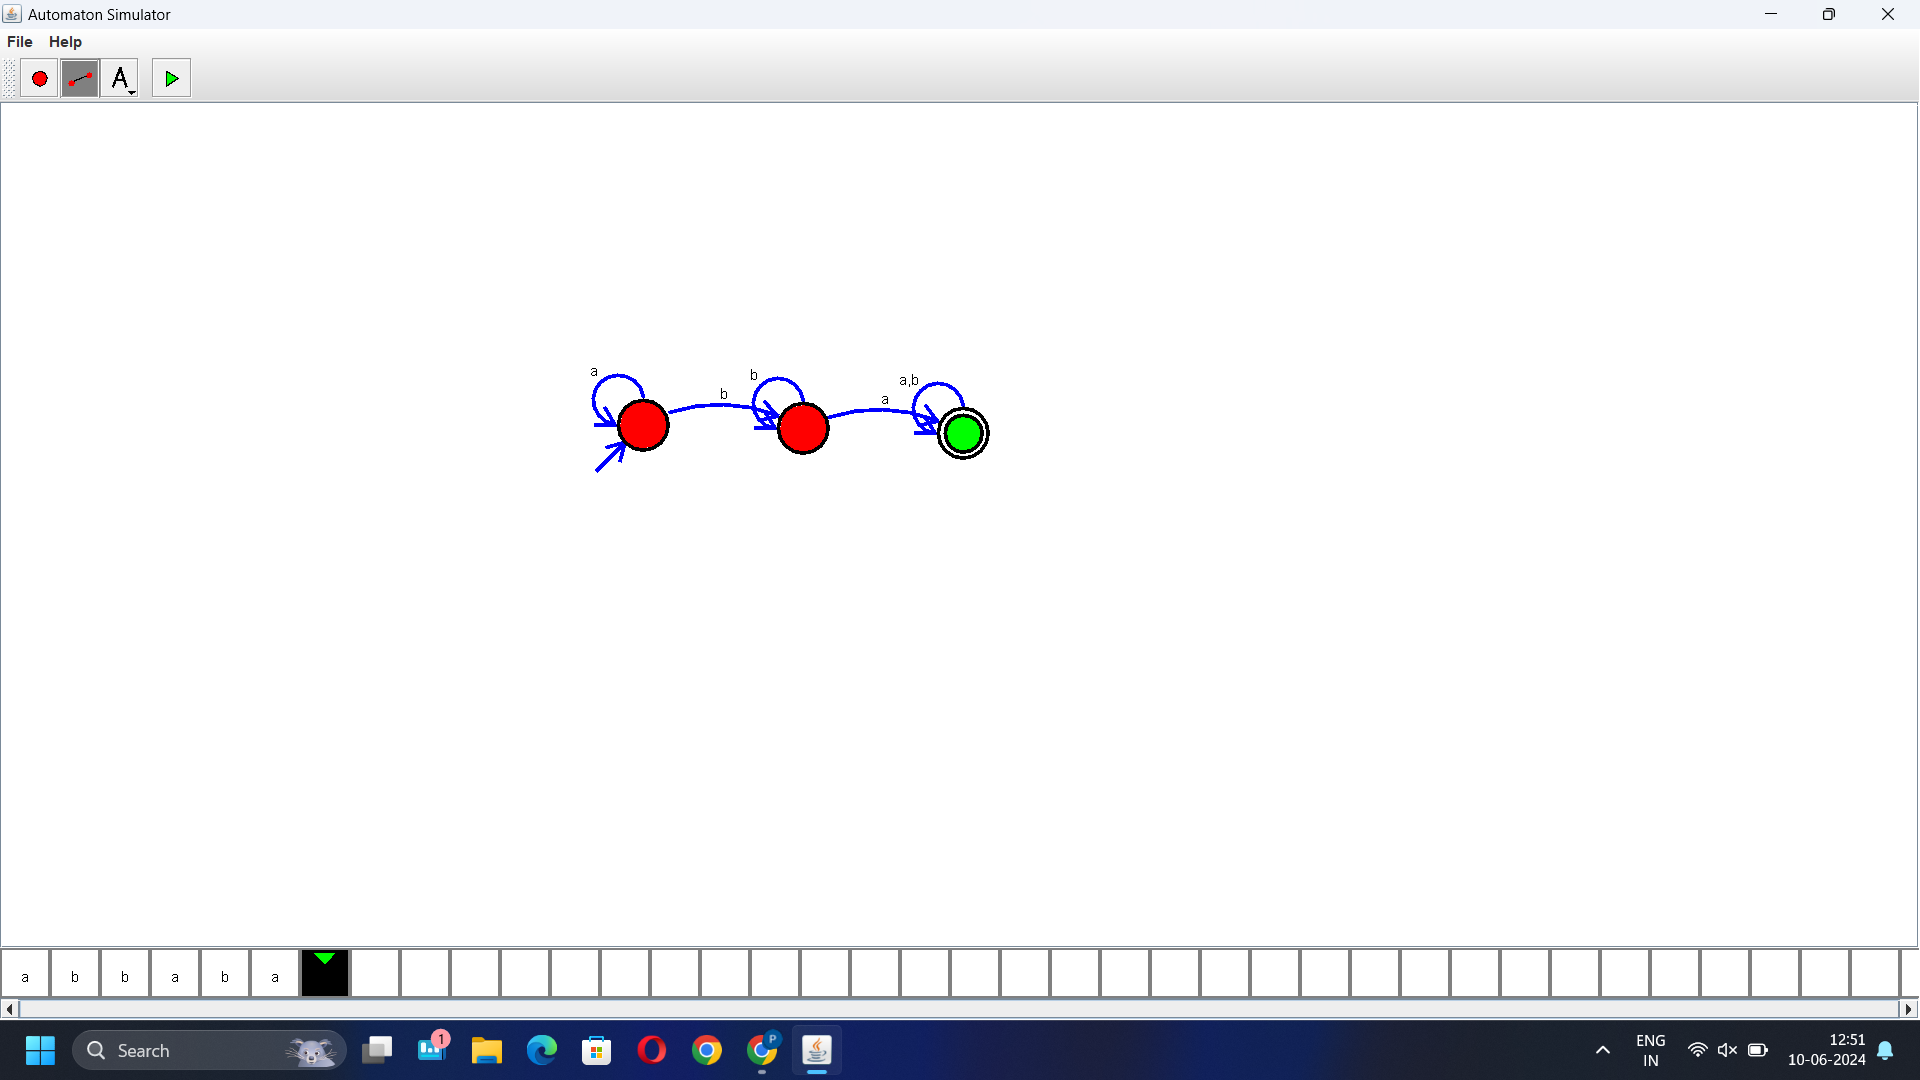 Automaton Simulator
File Help
A
a
b
b
a
a,b
a b b a b a
Search
1
P
ENG
IN
12:51
10-06-2024